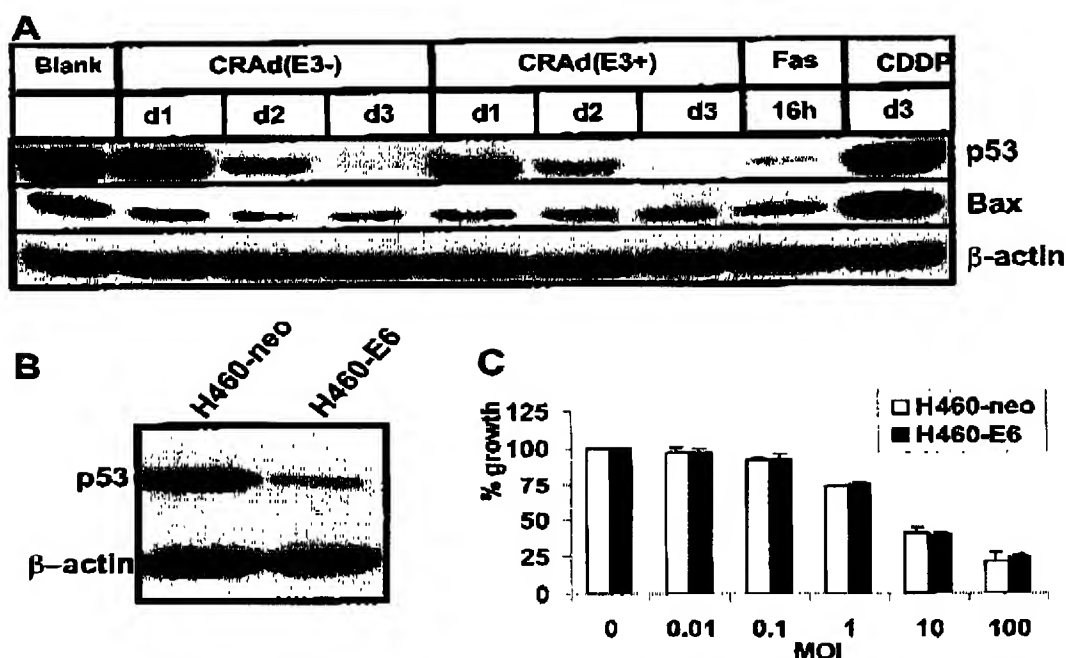 A
Blank CRAd(E3-) CRAd(E3+) Fas CDDP
d1 d2 d3 d1 d2 d3 16h d3
p53
Bax
β-actin
B
H460-neo H460-E6
p53
β-actin
C
H460-neo
H460-E6
% growth
125
100
75
50
25
0
0 0.01 0.1 1 10 100
MOI